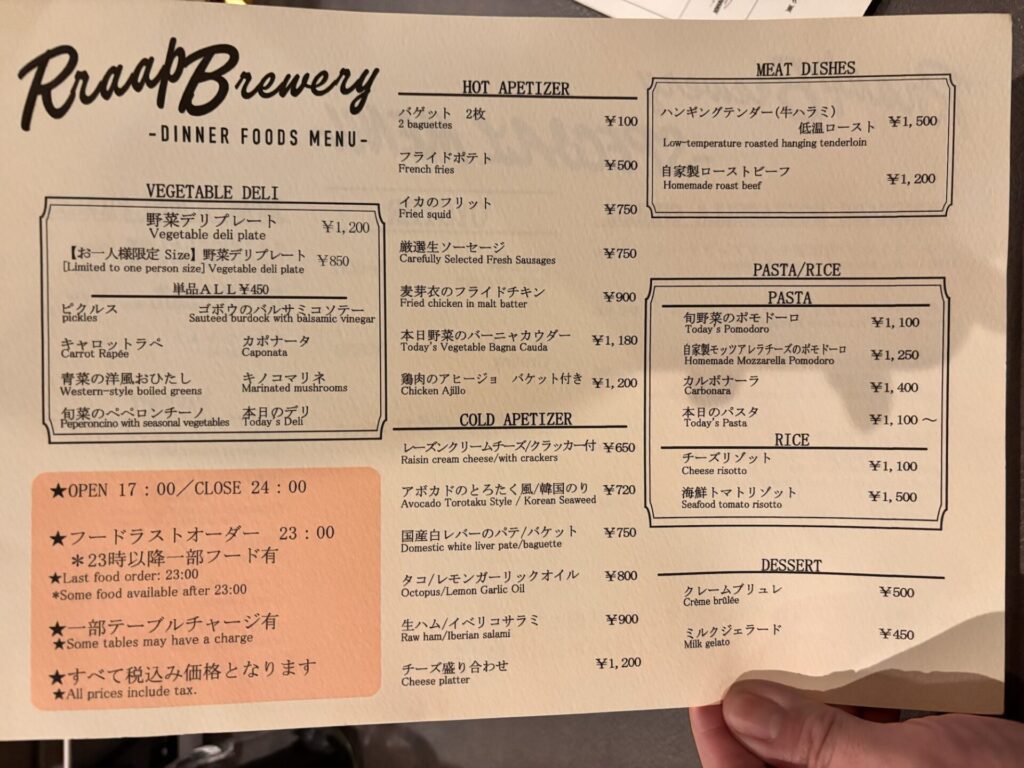 Rraap Brewery
-DINNER FOODS MENU-
VEGETABLE DELI
野菜デリプレート ¥1,200
Vegetable deli plate
【お一人様限定 Size】野菜デリプレート ¥850
[Limited to one person size] Vegetable deli plate
単品ALL¥450
ピクルス ゴボウのバルサミコソテー
pickles Sauteed burdock with balsamic vinegar
キャロットラペ カポナータ
Carrot Rapée Caponata
青菜の洋風おひたし キノコマリネ
Western-style boiled greens Marinated mushrooms
旬菜のペペロンチーノ 本日のデリ
Peperoncino with seasonal vegetables Today's Deli
★OPEN 17：00／CLOSE 24：00
★フードラストオーダー 23：00
＊23時以降一部フード有
★Last food order: 23:00
*Some food available after 23:00
★一部テーブルチャージ有
★Some tables may have a charge
★すべて税込み価格となります
★All prices include tax.
HOT APETIZER
バゲット 2枚 ¥100
2 baguettes
フライドポテト ¥500
French fries
イカのフリット ¥750
Fried squid
厳選生ソーセージ ¥750
Carefully Selected Fresh Sausages
麦芽衣のフライドチキン ¥900
Fried chicken in malt batter
本日野菜のバーニャカウダー ¥1,180
Today's Vegetable Bagna Cauda
鶏肉のアヒージョ バケット付き ¥1,200
Chicken Ajillo
COLD APETIZER
レーズンクリームチーズ/クラッカー付 ¥650
Raisin cream cheese/with crackers
アボカドのとろたく風/韓国のり ¥720
Avocado Torotaku Style / Korean Seaweed
国産白レバーのパテ/バケット ¥750
Domestic white liver pate/baguette
タコ/レモンガーリックオイル ¥800
Octopus/Lemon Garlic Oil
生ハム/イベリコサラミ ¥900
Raw ham/Iberian salami
チーズ盛り合わせ ¥1,200
Cheese platter
MEAT DISHES
ハンギングテンダー(牛ハラミ)
低温ロースト ¥1,500
Low-temperature roasted hanging tenderloin
自家製ローストビーフ ¥1,200
Homemade roast beef
PASTA/RICE
PASTA
旬野菜のポモドーロ ¥1,100
Today's Pomodoro
自家製モッツアレラチーズのポモドーロ ¥1,250
Homemade Mozzarella Pomodoro
カルボナーラ ¥1,400
Carbonara
本日のパスタ ¥1,100～
Today's Pasta
RICE
チーズリゾット ¥1,100
Cheese risotto
海鮮トマトリゾット ¥1,500
Seafood tomato risotto
DESSERT
クレームブリュレ ¥500
Crème brûlée
ミルクジェラード ¥450
Milk gelato